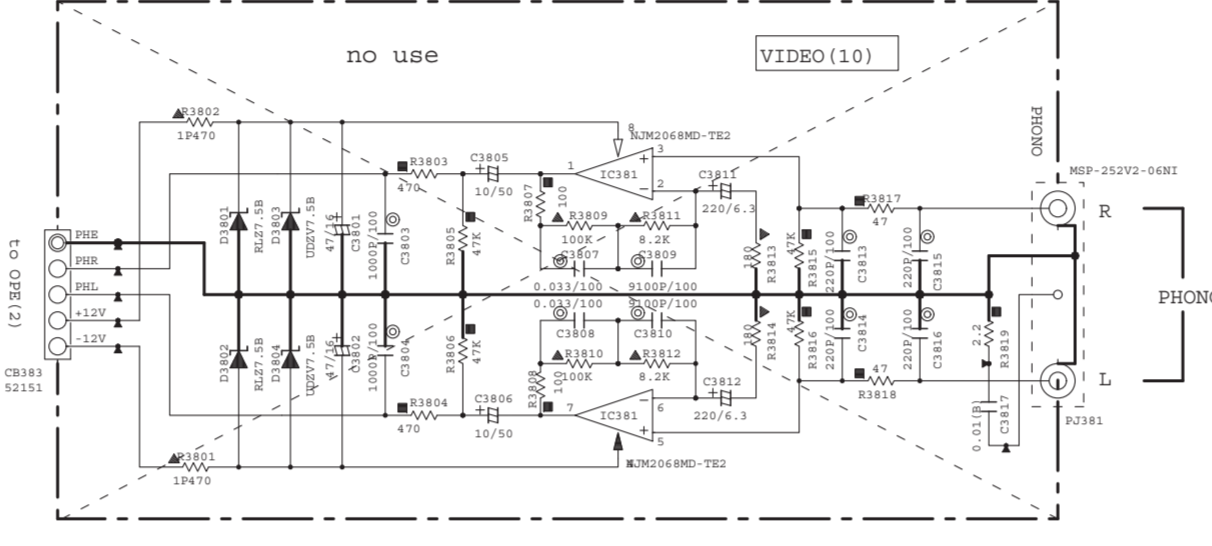 no use
VIDEO(10)
R3802
1P470
8
NJM2068MD-TE2
PHONO
MSP-252V2-06NI
R3803
470
C3805
+
10/50
1
IC381
+
−
3
2
C3811
+
220/6.3
R3817
47
R
D3801
RLZ7.5B
D3803
UDZV7.5B
47/16
C3801
1000P/100
C3803
R3805
47K
R3807
100
R3809
100K
R3811
8.2K
C3807
0.033/100
C3809
9100P/100
180
R3813
47K
R3815
220P/100
C3813
220P/100
C3815
to OPE(2)
PHE
PHR
PHL
+12V
-12V
CB383
52151
PHONO
D3802
RLZ7.5B
D3804
UDZV7.5B
47/16
C3802
1000P/100
C3804
R3806
47K
R3808
100
0.033/100
C3808
9100P/100
C3810
R3810
100K
R3812
8.2K
180
R3814
47K
R3816
220P/100
C3814
220P/100
C3816
2.2
R3819
47
R3818
L
R3804
470
C3806
+
10/50
7
IC381
−
+
6
5
C3812
+
220/6.3
0.01(B)
C3817
PJ381
R3801
1P470
NJM2068MD-TE2